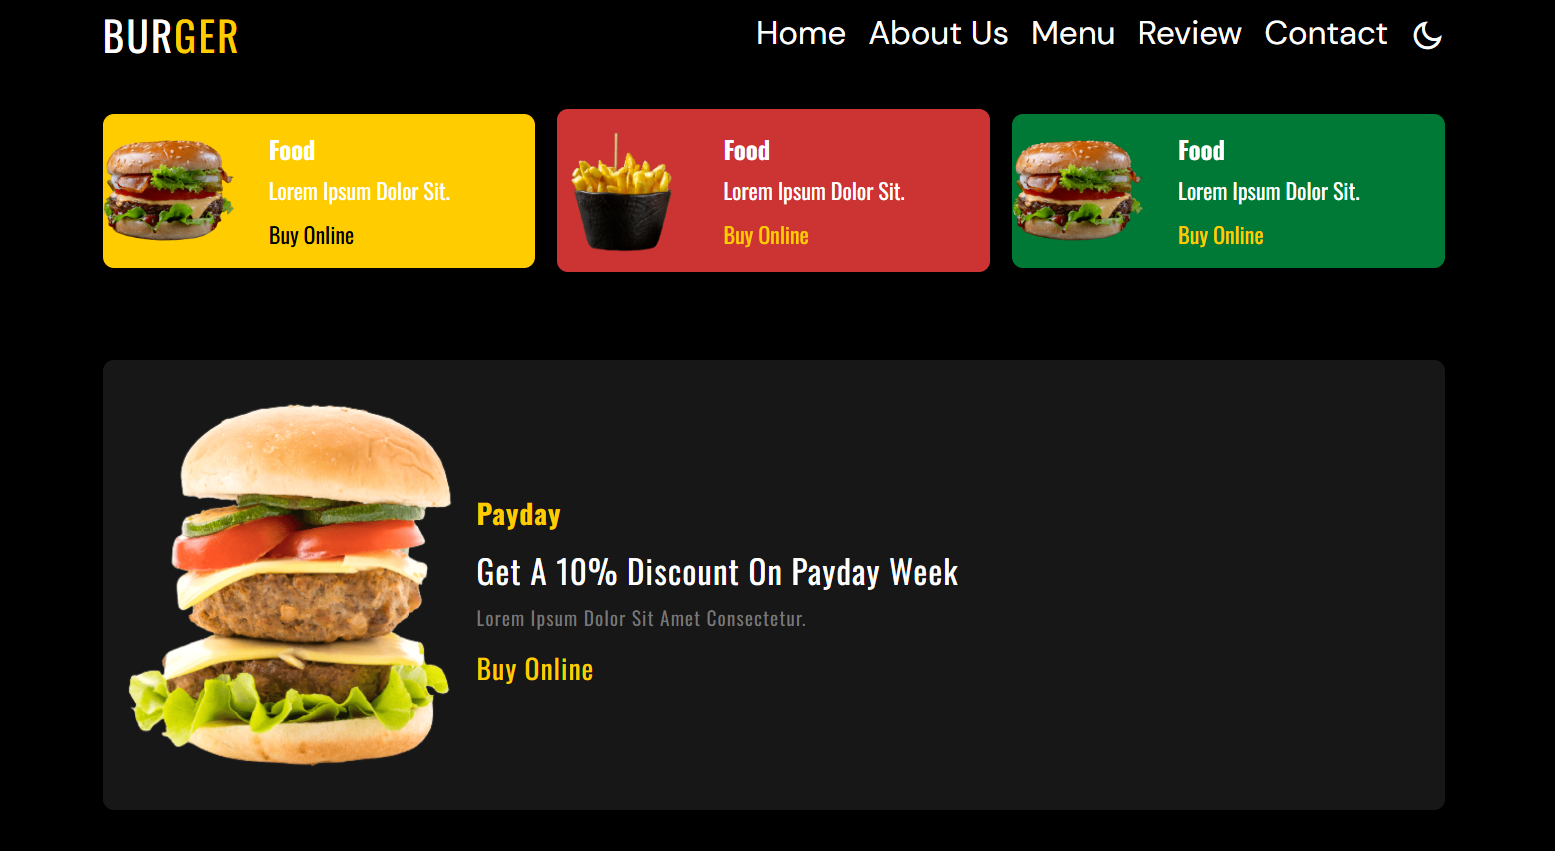 BURGER
Home About Us Menu Review Contact
Food
Lorem Ipsum Dolor Sit.
Buy Online
Food
Lorem Ipsum Dolor Sit.
Buy Online
Food
Lorem Ipsum Dolor Sit.
Buy Online
Payday
Get A 10% Discount On Payday Week
Lorem Ipsum Dolor Sit Amet Consectetur.
Buy Online